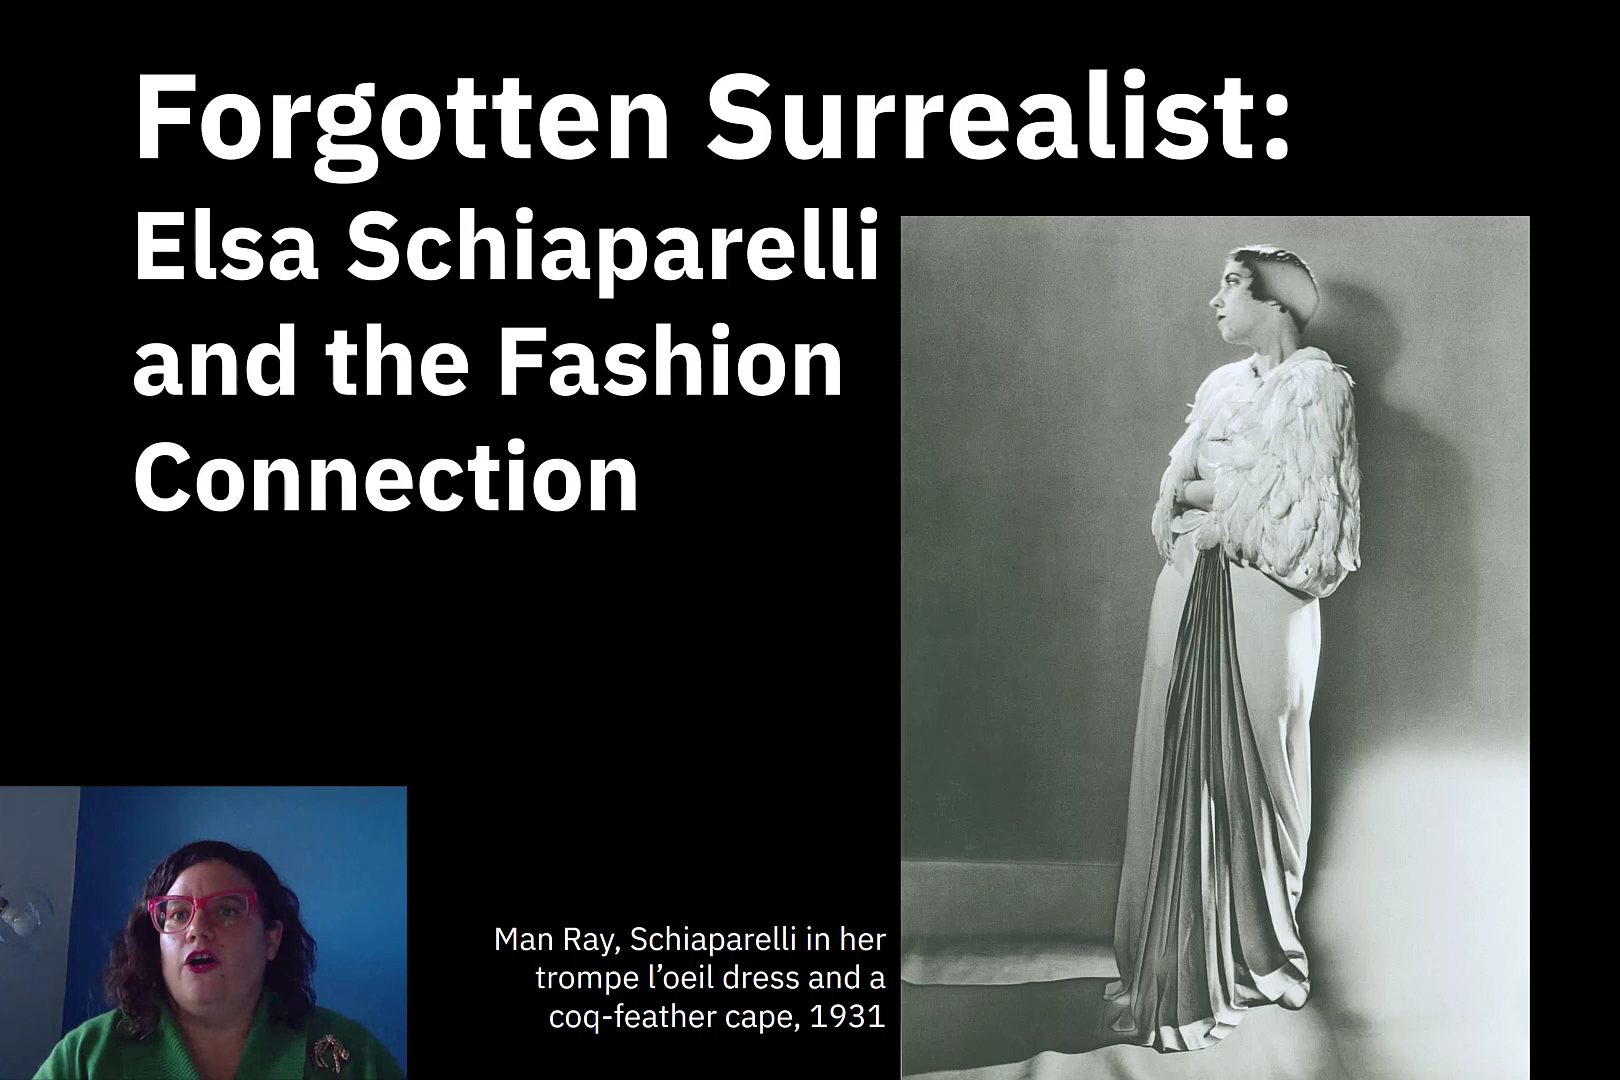 Forgotten Surrealist:
Elsa Schiaparelli
and the Fashion
Connection
Man Ray, Schiaparelli in her
trompe l’oeil dress and a
coq-feather cape, 1931